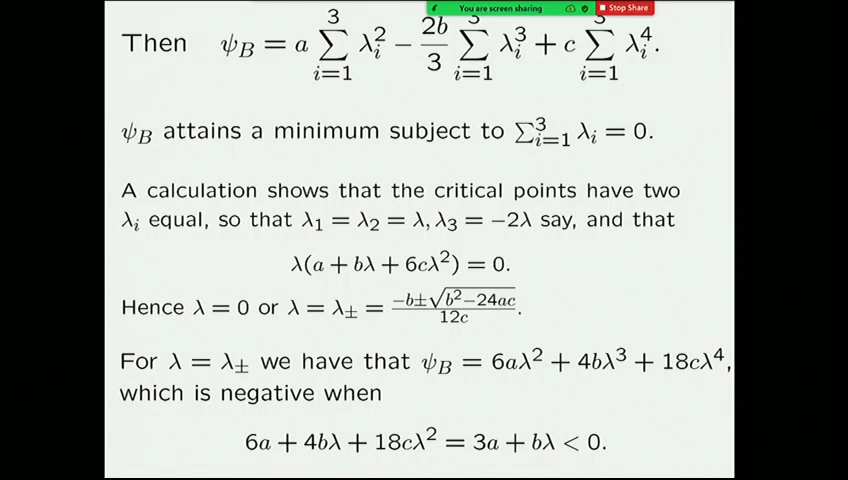 You are screen sharing Stop Share
Then ψ_B = a ∑_{i=1}^{3} λ_i^2 − \frac{2b}{3} ∑_{i=1}^{3} λ_i^3 + c ∑_{i=1}^{3} λ_i^4.
ψ_B attains a minimum subject to ∑_{i=1}^{3} λ_i = 0.
A calculation shows that the critical points have two
λ_i equal, so that λ_1 = λ_2 = λ, λ_3 = −2λ say, and that
λ(a + bλ + 6cλ^2) = 0.
Hence λ = 0 or λ = λ_± = \frac{−b±√{b^2−24ac}}{12c}.
For λ = λ_± we have that ψ_B = 6aλ^2 + 4bλ^3 + 18cλ^4,
which is negative when
6a + 4bλ + 18cλ^2 = 3a + bλ < 0.